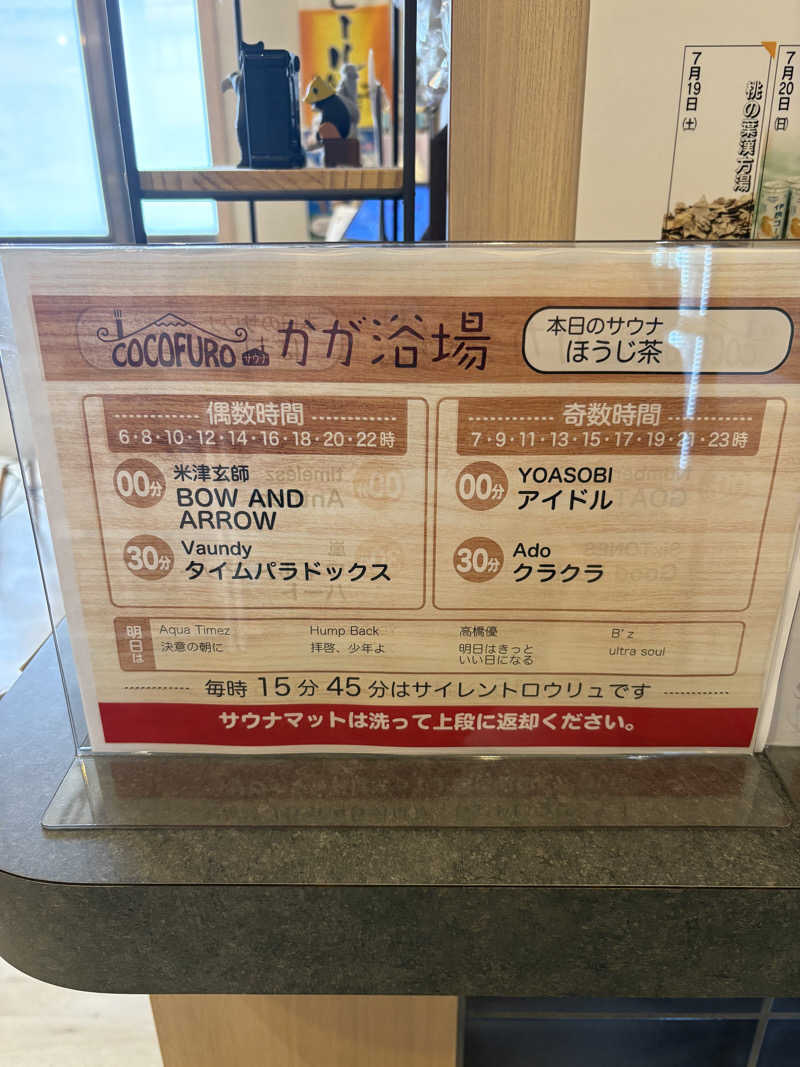 7月19日(土)
桃の葉漢方湯
7月20日(日)
COCOFURO サウナ かが浴場
本日のサウナ
ほうじ茶
偶数時間
6・8・10・12・14・16・18・20・22時
00分
米津玄師
BOW AND
ARROW
30分
Vaundy
タイムパラドックス
奇数時間
7・9・11・13・15・17・19・21・23時
00分
YOASOBI
アイドル
30分
Ado
クラクラ
明日は
Aqua Timez
決意の朝に
Hump Back
拝啓、少年よ
高橋優
明日はきっと
いい日になる
B'z
ultra soul
毎時 15分 45分はサイレントロウリュです
サウナマットは洗って上段に返却ください。